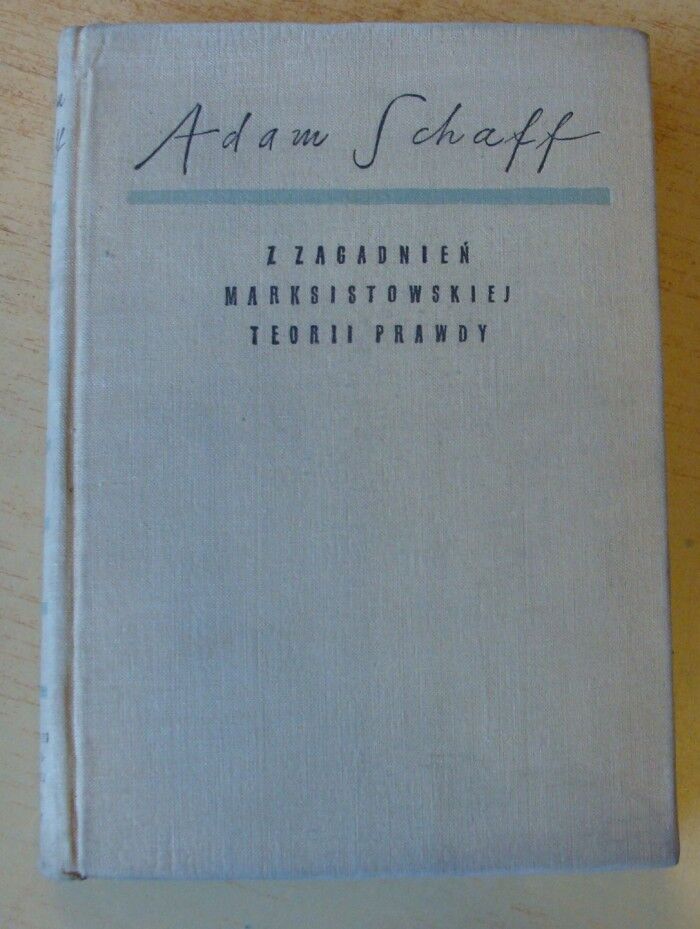 Adam Schaff
Z ZAGADNIEŃ
MARKSISTOWSKIEJ
TEORII PRAWDY